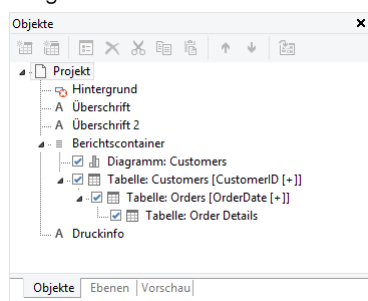 Objekte
Projekt
Hintergrund
Überschrift
Überschrift 2
Berichtscontainer
Diagramm: Customers
Tabelle: Customers [CustomerID [+]]
Tabelle: Orders [OrderDate [+]]
Tabelle: Order Details
Druckinfo
Objekte Ebenen Vorschau